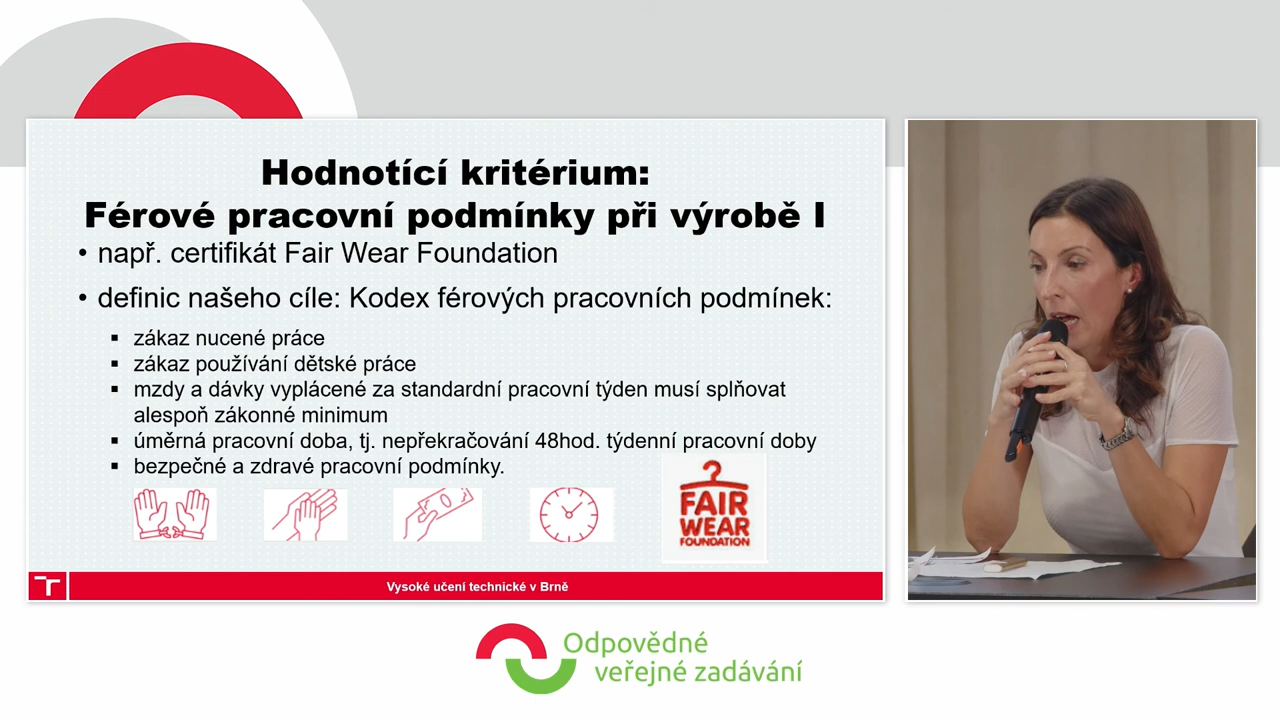 Hodnotící kritérium:
Férové pracovní podmínky při výrobě I
• např. certifikát Fair Wear Foundation
• definic našeho cíle: Kodex férových pracovních podmínek:
▪ zákaz nucené práce
▪ zákaz používání dětské práce
▪ mzdy a dávky vyplácené za standardní pracovní týden musí splňovat
alespoň zákonné minimum
▪ úměrná pracovní doba, tj. nepřekračování 48hod. týdenní pracovní doby
▪ bezpečné a zdravé pracovní podmínky.
FAIR
WEAR
FOUNDATION
Vysoké učení technické v Brně
Odpovědné
veřejné zadávání